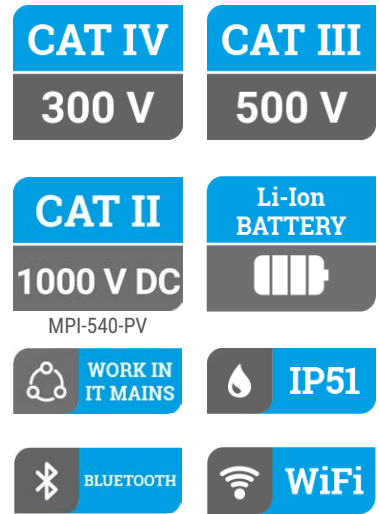 CAT IV
300 V
CAT III
500 V
CAT II
1000 V DC
MPI-540-PV
Li-Ion
BATTERY
WORK IN
IT MAINS
IP51
BLUETOOTH
WiFi